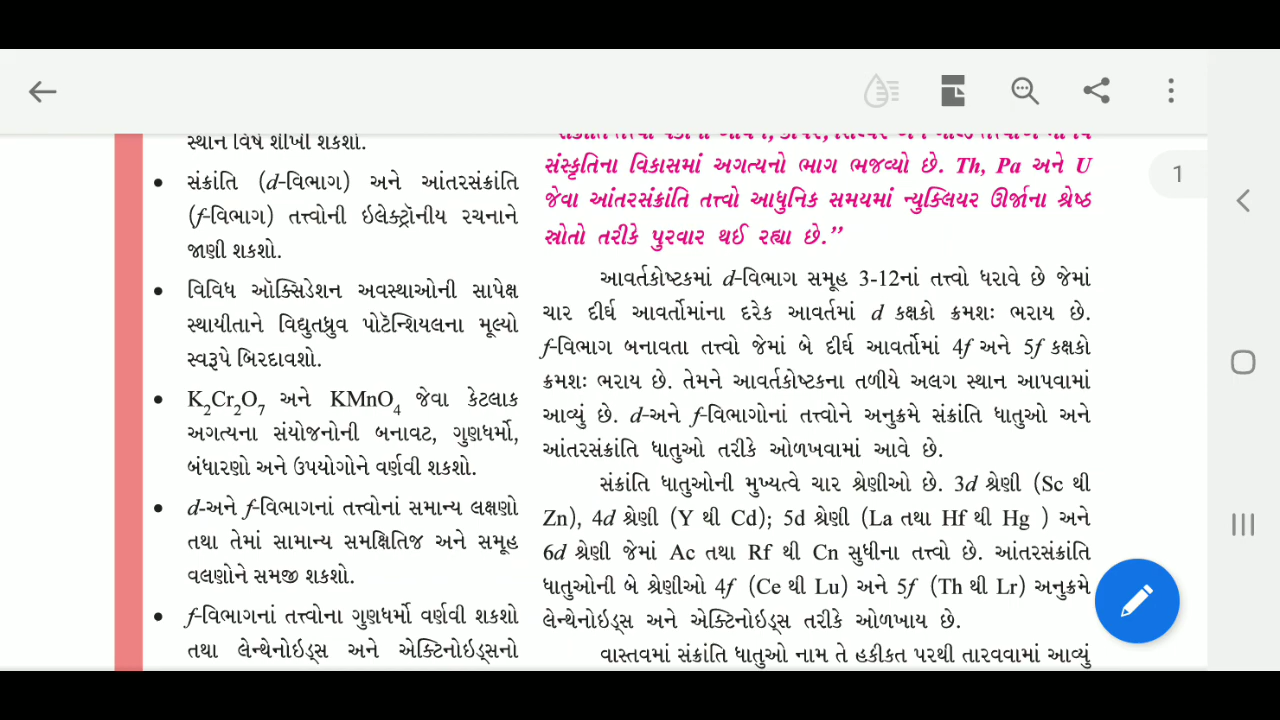 સ્થાન વિષે શીખી શકશો.
• સંક્રાંતિ (d-વિભાગ) અને આંતરસંક્રાંતિ
(f-વિભાગ) તત્ત્વોની ઇલેક્ટ્રૉનીય રચનાને
જાણી શકશો.
• વિવિધ ઑક્સિડેશન અવસ્થાઓની સાપેક્ષ
સ્થાયીતાને વિદ્યુતધ્રુવ પોટૅન્શિયલના મૂલ્યો
સ્વરૂપે બિરદાવશો.
• K₂Cr₂O₇ અને KMnO₄ જેવા કેટલાક
અગત્યના સંયોજનોની બનાવટ, ગુણધર્મો,
બંધારણો અને ઉપયોગોને વર્ણવી શકશો.
• d-અને f-વિભાગનાં તત્ત્વોનાં સમાન્ય લક્ષણો
તથા તેમાં સામાન્ય સમક્ષિતિજ અને સમૂહ
વલણોને સમજી શકશો.
• f-વિભાગનાં તત્ત્વોના ગુણધર્મો વર્ણવી શકશો
તથા લેન્થેનોઇડ્સ અને એક્ટિનોઇડ્સનો
સંસ્કૃતિના વિકાસમાં અગત્યનો ભાગ ભજવ્યો છે. Th, Pa અને U
જેવા આંતરસંક્રાંતિ તત્ત્વો આધુનિક સમયમાં ન્યુક્લિયર ઊર્જાના શ્રેષ્ઠ
સ્રોતો તરીકે પુરવાર થઈ રહ્યા છે.”
આવર્તકોષ્ટકમાં d-વિભાગ સમૂહ 3-12નાં તત્ત્વો ધરાવે છે જેમાં
ચાર દીર્ઘ આવર્તોમાંના દરેક આવર્તમાં d કક્ષકો ક્રમશઃ ભરાય છે.
f-વિભાગ બનાવતા તત્ત્વો જેમાં બે દીર્ઘ આવર્તોમાં 4f અને 5f કક્ષકો
ક્રમશઃ ભરાય છે. તેમને આવર્તકોષ્ટકના તળીયે અલગ સ્થાન આપવામાં
આવ્યું છે. d-અને f-વિભાગોનાં તત્ત્વોને અનુક્રમે સંક્રાંતિ ધાતુઓ અને
આંતરસંક્રાંતિ ધાતુઓ તરીકે ઓળખવામાં આવે છે.
સંક્રાંતિ ધાતુઓની મુખ્યત્વે ચાર શ્રેણીઓ છે. 3d શ્રેણી (Sc થી
Zn), 4d શ્રેણી (Y થી Cd); 5d શ્રેણી (La તથા Hf થી Hg ) અને
6d શ્રેણી જેમાં Ac તથા Rf થી Cn સુધીના તત્ત્વો છે. આંતરસંક્રાંતિ
ધાતુઓની બે શ્રેણીઓ 4f (Ce થી Lu) અને 5f (Th થી Lr) અનુક્રમે
લેન્થેનોઇડ્સ અને એક્ટિનોઇડ્સ તરીકે ઓળખાય છે.
વાસ્તવમાં સંક્રાંતિ ધાતુઓ નામ તે હકીકત પરથી તારવવામાં આવ્યું
1